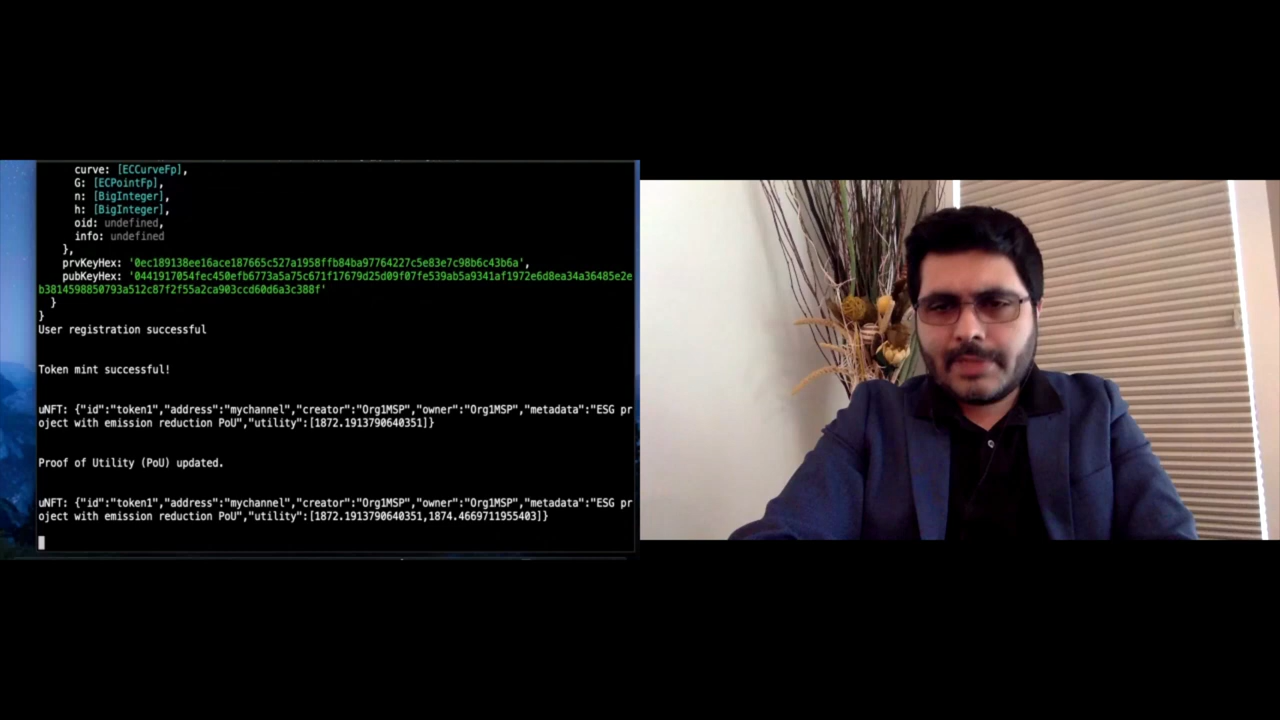 curve: [ECCurveFp],
G: [ECPointFp],
n: [BigInteger],
h: [BigInteger],
oid: undefined,
info: undefined
},
prvKeyHex: '0ec189138ee16ace187665c527a1958ffb84ba97764227c5e83e7c98b6c43b6a',
pubKeyHex: '0441917054fec450efb6773a5a75c671f17679d25d09f07fe539ab5a9341af1972e6d8ea34a36485e2e
b3814598850793a512c87f2f55a2ca903ccd60d6a3c388f'
}
}
User registration successful
Token mint successful!
uNFT: {"id":"token1","address":"mychannel","creator":"Org1MSP","owner":"Org1MSP","metadata":"ESG pr
oject with emission reduction PoU","utility":[1872.1913790640351]}
Proof of Utility (PoU) updated.
uNFT: {"id":"token1","address":"mychannel","creator":"Org1MSP","owner":"Org1MSP","metadata":"ESG pr
oject with emission reduction PoU","utility":[1872.1913790640351,1874.4669711955403]}